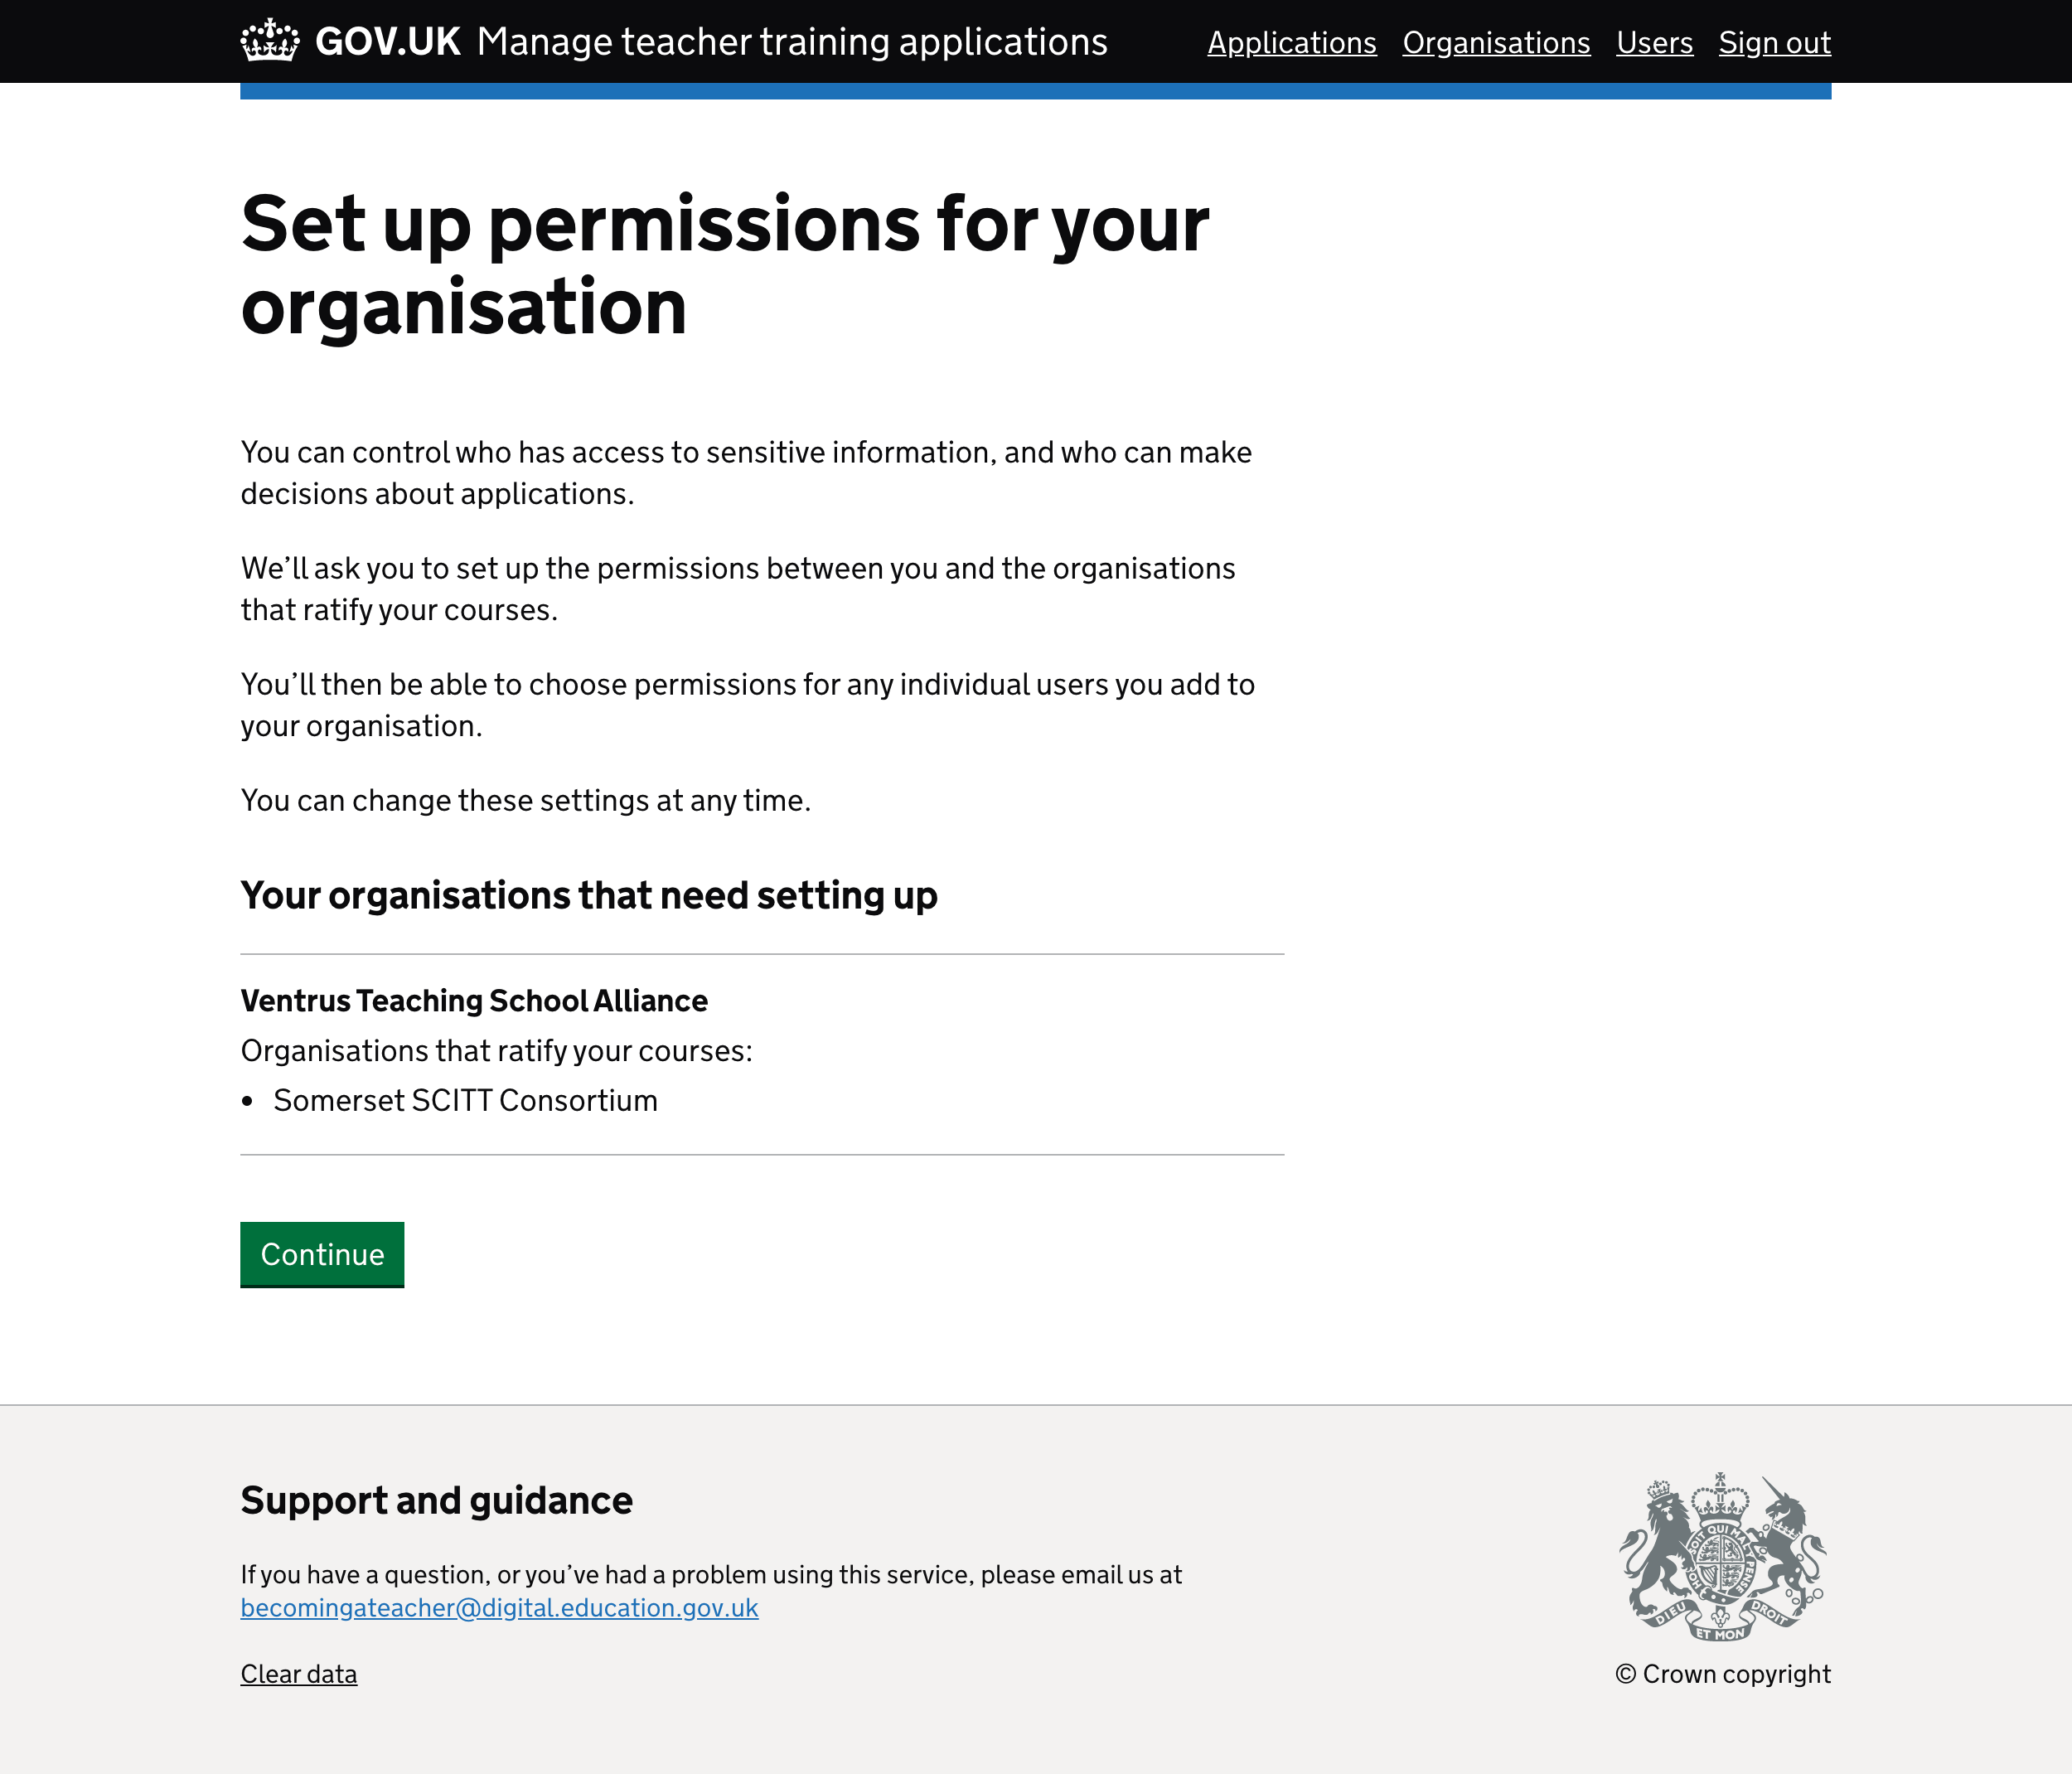 GOV.UK Manage teacher training applications Applications Organisations Users Sign out
Set up permissions for your
organisation
You can control who has access to sensitive information, and who can make
decisions about applications.
We’ll ask you to set up the permissions between you and the organisations
that ratify your courses.
You’ll then be able to choose permissions for any individual users you add to
your organisation.
You can change these settings at any time.
Your organisations that need setting up
Ventrus Teaching School Alliance
Organisations that ratify your courses:
• Somerset SCITT Consortium
Continue
Support and guidance
If you have a question, or you’ve had a problem using this service, please email us at
becomingateacher@digital.education.gov.uk
Clear data
DIEU ET MON DROIT
© Crown copyright